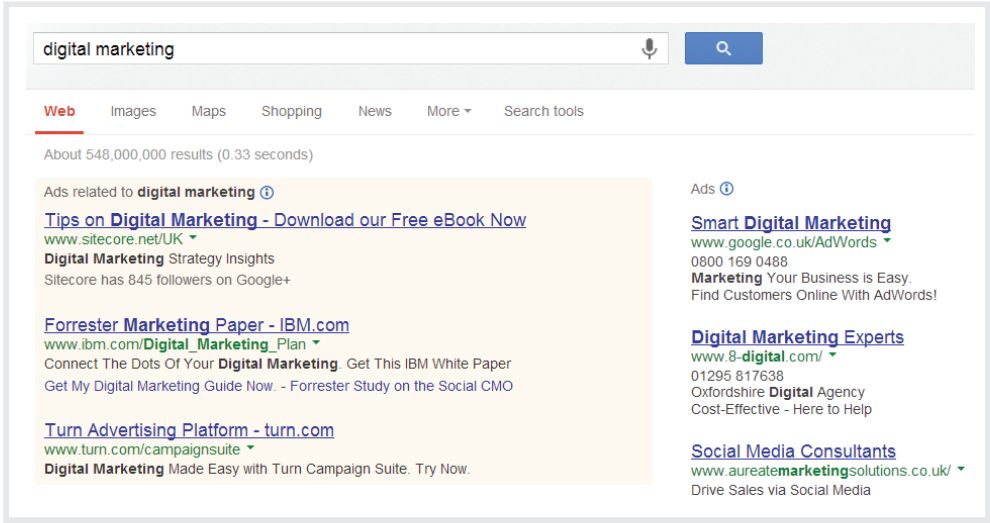 digital marketing
Web Images Maps Shopping News More Search tools
About 548,000,000 results (0.33 seconds)
Ads related to digital marketing
Tips on Digital Marketing - Download our Free eBook Now
www.sitecore.net/UK
Digital Marketing Strategy Insights
Sitecore has 845 followers on Google+
Forrester Marketing Paper - IBM.com
www.ibm.com/Digital_Marketing_Plan
Connect The Dots Of Your Digital Marketing. Get This IBM White Paper
Get My Digital Marketing Guide Now. - Forrester Study on the Social CMO
Turn Advertising Platform - turn.com
www.turn.com/campaignsuite
Digital Marketing Made Easy with Turn Campaign Suite. Try Now.
Ads
Smart Digital Marketing
www.google.co.uk/AdWords
0800 169 0488
Marketing Your Business is Easy.
Find Customers Online With AdWords!
Digital Marketing Experts
www.8-digital.com/
01295 817638
Oxfordshire Digital Agency
Cost-Effective - Here to Help
Social Media Consultants
www.aureatemarketingsolutions.co.uk/
Drive Sales via Social Media